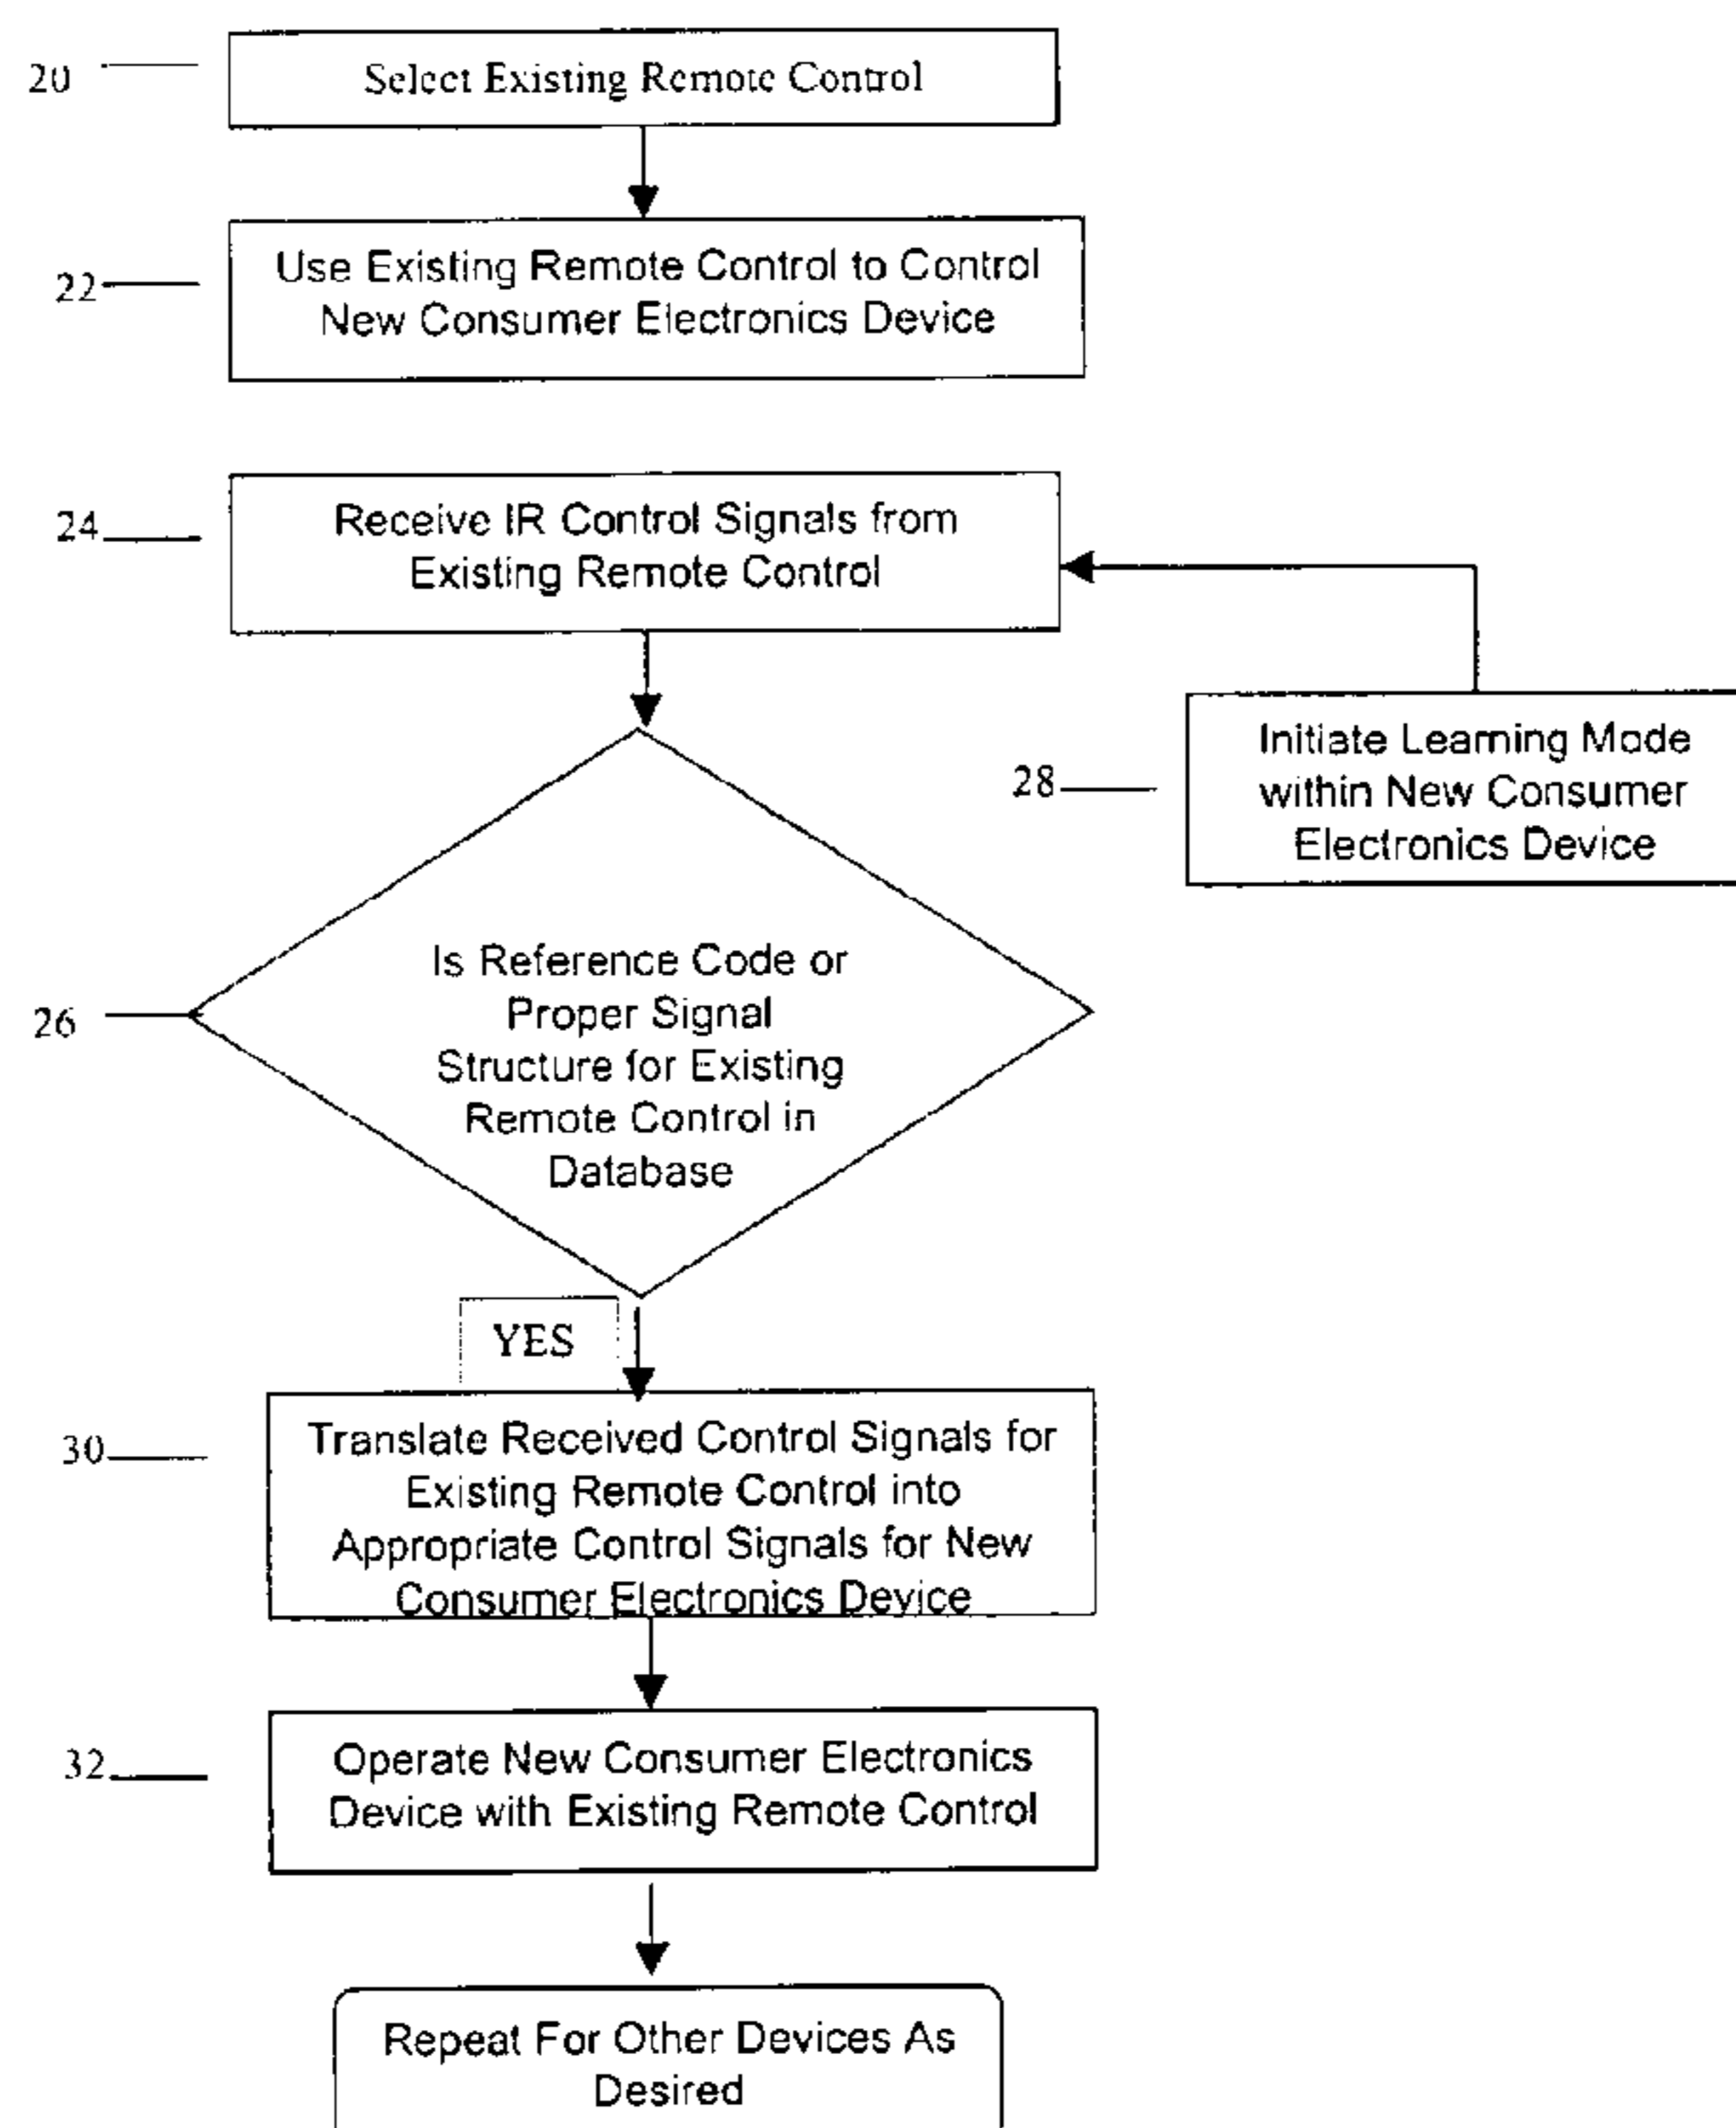 20
Select Existing Remote Control
22
Use Existing Remote Control to Control
New Consumer Electronics Device
24
Receive IR Control Signals from
Existing Remote Control
28
Initiate Learning Mode
within New Consumer
Electronics Device
26
Is Reference Code or
Proper Signal
Structure for Existing
Remote Control in
Database
YES
30
Translate Received Control Signals for
Existing Remote Control into
Appropriate Control Signals for New
Consumer Electronics Device
32
Operate New Consumer Electronics
Device with Existing Remote Control
Repeat For Other Devices As
Desired